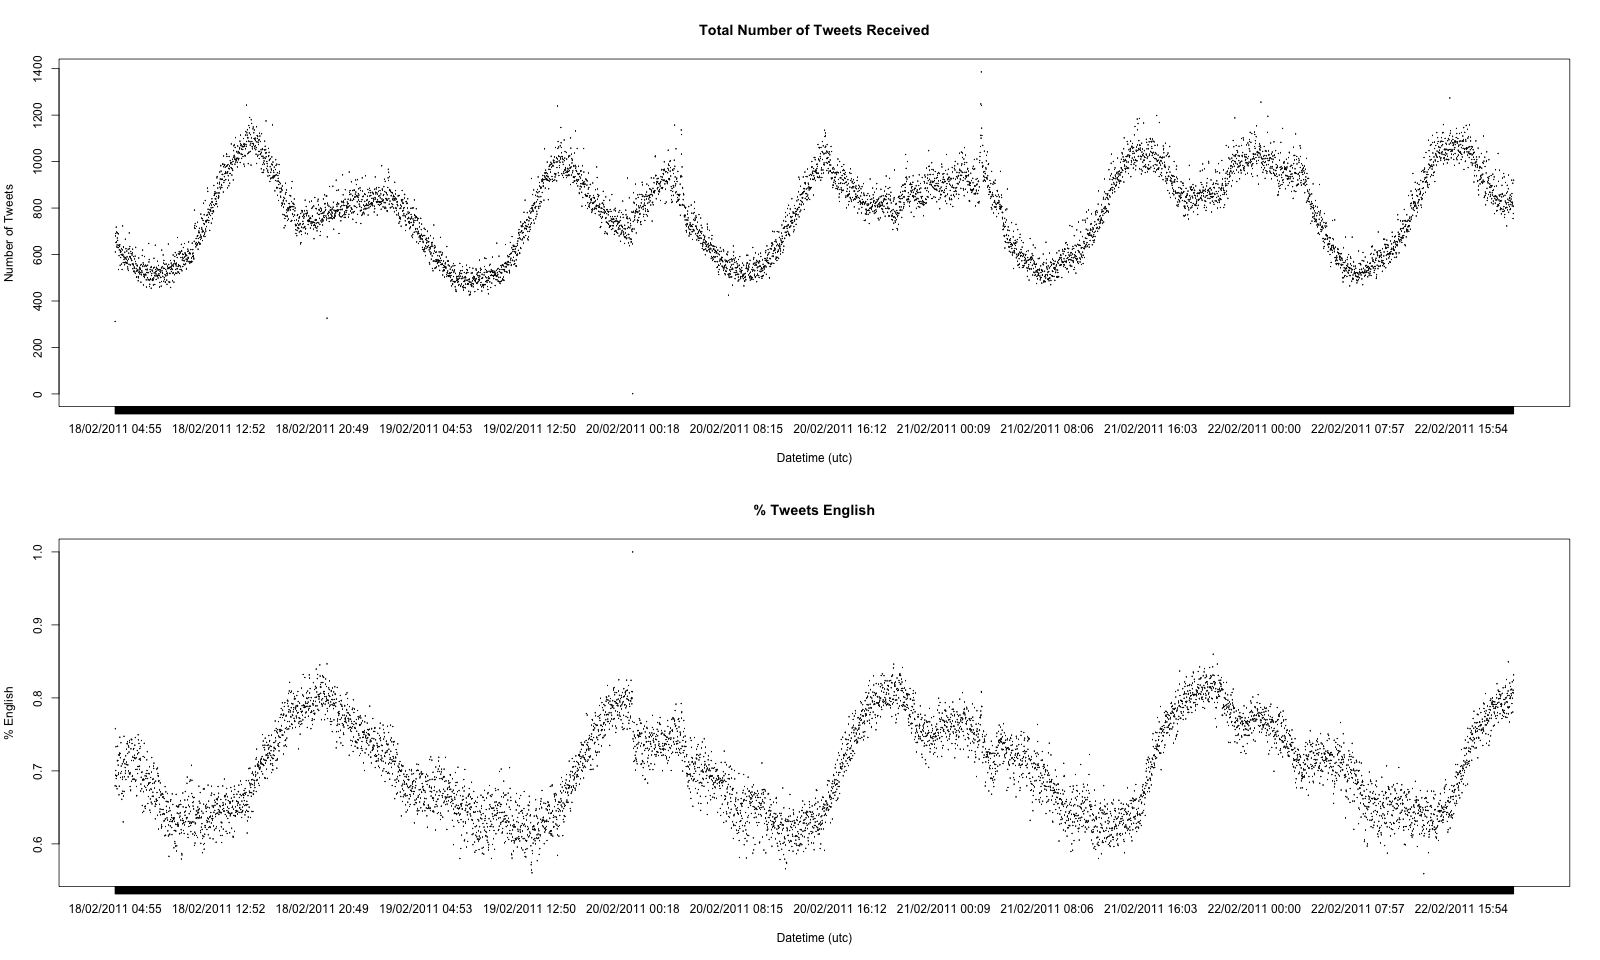 Total Number of Tweets Received
Number of Tweets
1400
1200
1000
800
600
400
200
0
18/02/2011 04:55 18/02/2011 12:52 18/02/2011 20:49 19/02/2011 04:53 19/02/2011 12:50 20/02/2011 00:18 20/02/2011 08:15 20/02/2011 16:12 21/02/2011 00:09 21/02/2011 08:06 21/02/2011 16:03 22/02/2011 00:00 22/02/2011 07:57 22/02/2011 15:54
Datetime (utc)
% Tweets English
% English
1.0
0.9
0.8
0.7
0.6
18/02/2011 04:55 18/02/2011 12:52 18/02/2011 20:49 19/02/2011 04:53 19/02/2011 12:50 20/02/2011 00:18 20/02/2011 08:15 20/02/2011 16:12 21/02/2011 00:09 21/02/2011 08:06 21/02/2011 16:03 22/02/2011 00:00 22/02/2011 07:57 22/02/2011 15:54
Datetime (utc)